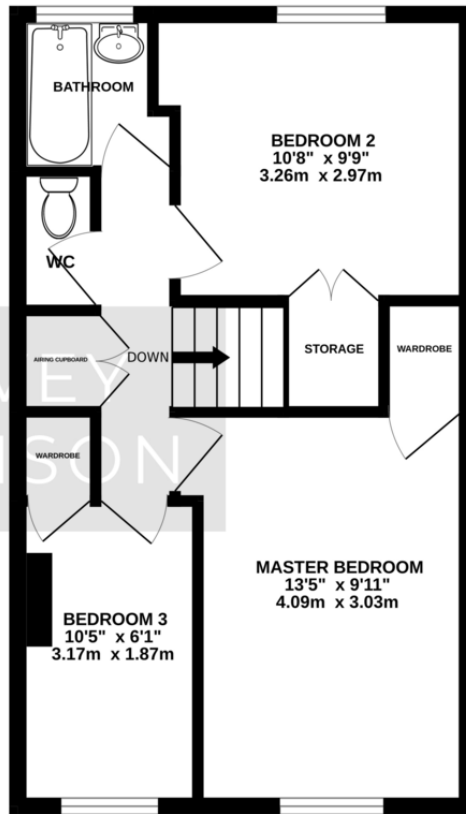 BATHROOM
BEDROOM 2
10'8" x 9'9"
3.26m x 2.97m
WC
AIRING CUPBOARD
DOWN
STORAGE
WARDROBE
VEY
SON
WARDROBE
MASTER BEDROOM
13'5" x 9'11"
4.09m x 3.03m
BEDROOM 3
10'5" x 6'1"
3.17m x 1.87m